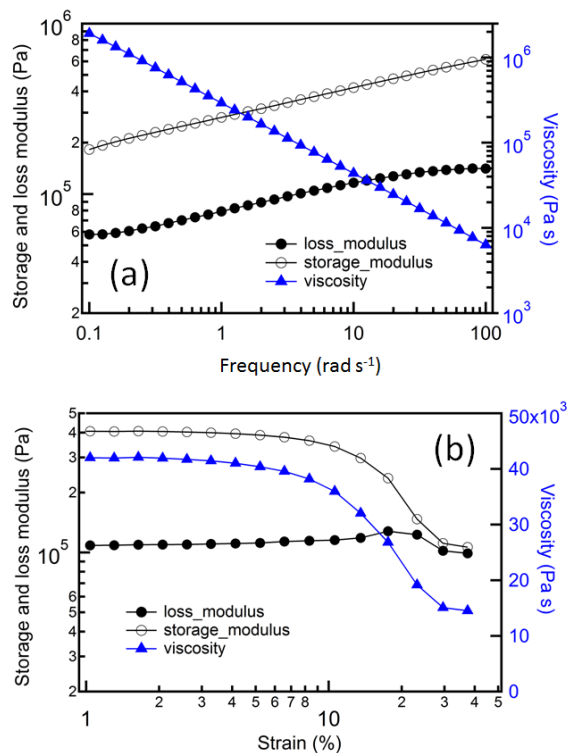 (a)
Storage and loss modulus (Pa)
10⁶
8
6
4
2
10⁵
8
6
4
2
loss_modulus
storage_modulus
viscosity
10⁶
10⁵
10⁴
10³
Viscosity (Pa s)
0.1 1 10 100
Frequency (rad s⁻¹)
(b)
Storage and loss modulus (Pa)
5
4
3
2
10⁵
9
8
7
6
5
4
3
2
loss_modulus
storage_modulus
viscosity
50x10³
40
30
20
10
0
Viscosity (Pa s)
1 2 3 4 5 6 7 8 10 2 3 4 5
Strain (%)